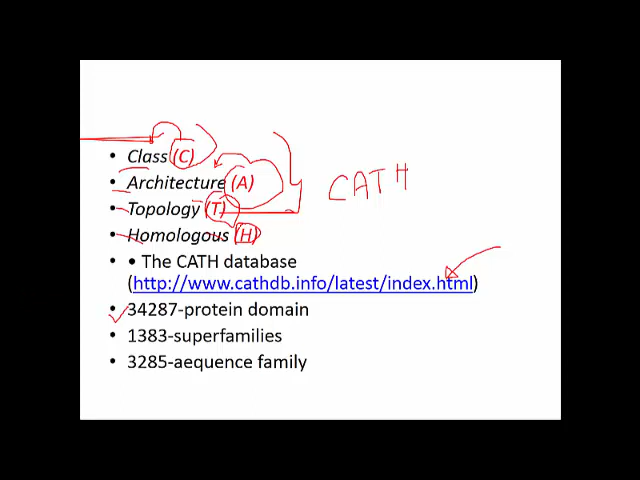 • Class (C)
• Architecture (A)
CATH
• Topology (T)
• Homologous (H)
• • The CATH database
(http://www.cathdb.info/latest/index.html)
• 34287-protein domain
• 1383-superfamilies
• 3285-aequence family